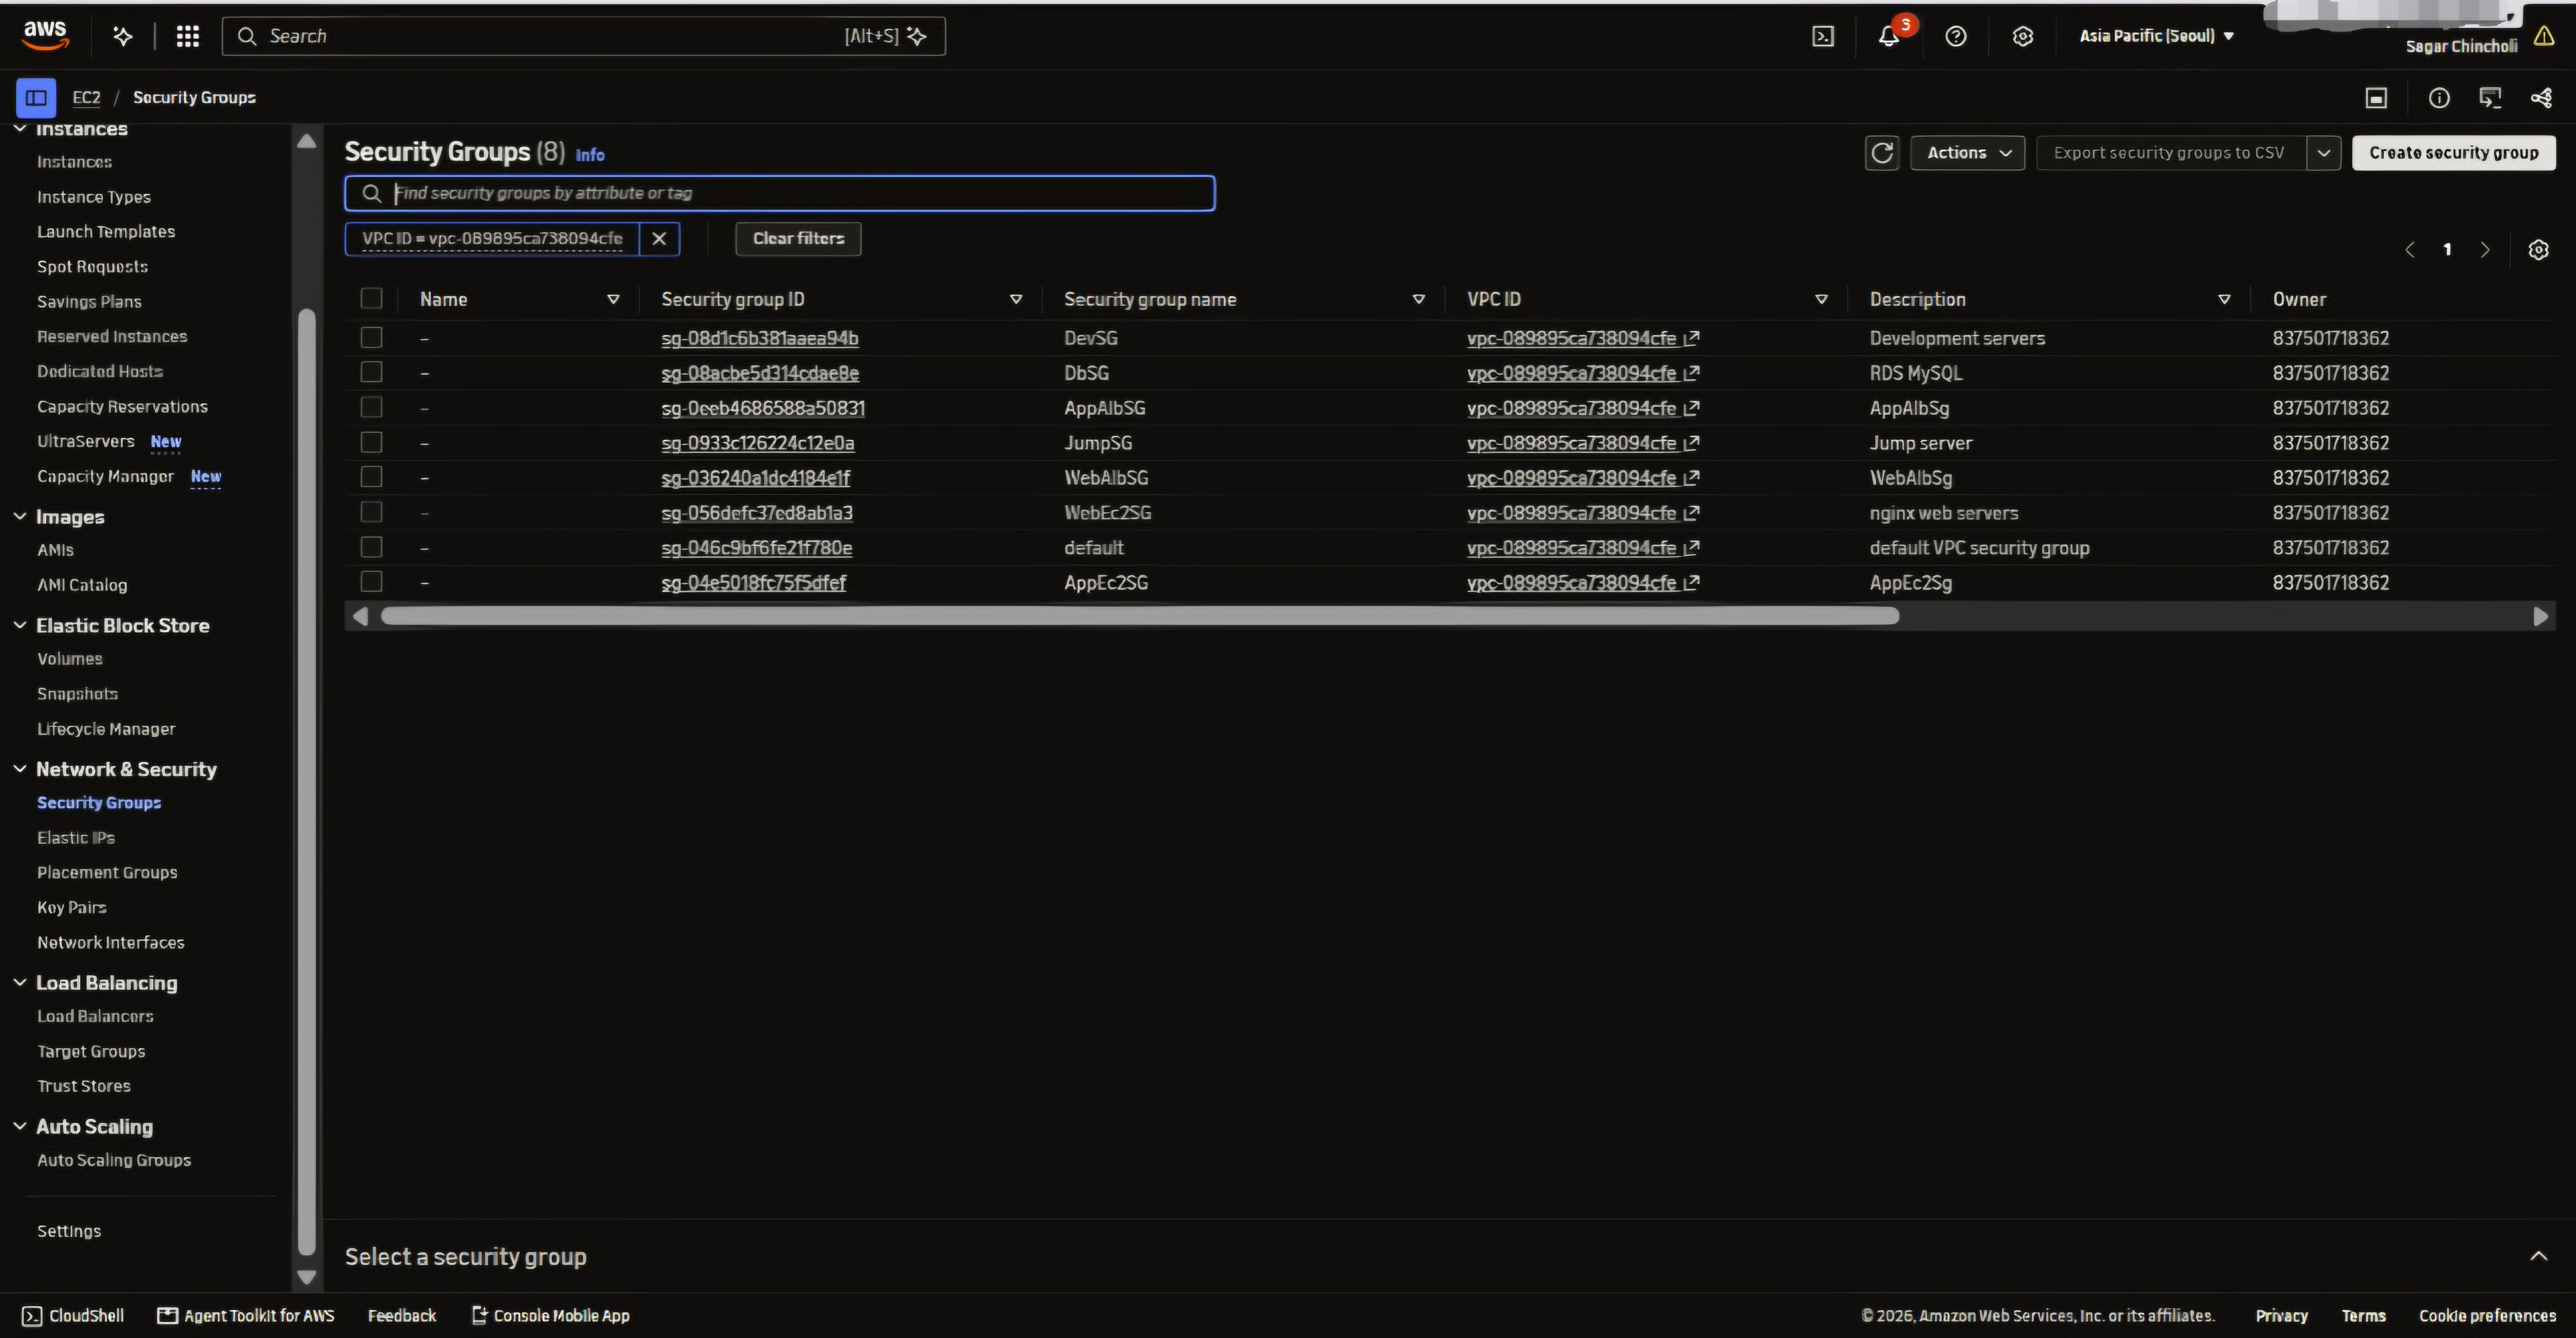 aws
Search [Alt+S]
3
Asia Pacific (Seoul)
Sagar Chincholi
EC2 / Security Groups
Instances
Instances
Instance Types
Launch Templates
Spot Requests
Savings Plans
Reserved Instances
Dedicated Hosts
Capacity Reservations
UltraServers New
Capacity Manager New
Images
AMIs
AMI Catalog
Elastic Block Store
Volumes
Snapshots
Lifecycle Manager
Network & Security
Security Groups
Elastic IPs
Placement Groups
Key Pairs
Network Interfaces
Load Balancing
Load Balancers
Target Groups
Trust Stores
Auto Scaling
Auto Scaling Groups
Settings
Security Groups (8) Info
Actions
Export security groups to CSV
Create security group
Find security groups by attribute or tag
VPC ID = vpc-089895ca738094cfe
Clear filters
1
Name Security group ID Security group name VPC ID Description Owner
– sg-08d1c6b381aaea94b DevSG vpc-089895ca738094cfe Development servers 837501718362
– sg-08acbe5d314cdae8e DbSG vpc-089895ca738094cfe RDS MySQL 837501718362
– sg-0eeb4686588a50831 AppAlbSG vpc-089895ca738094cfe AppAlbSg 837501718362
– sg-0933c126224c12e0a JumpSG vpc-089895ca738094cfe Jump server 837501718362
– sg-036240a1dc4184e1f WebAlbSG vpc-089895ca738094cfe WebAlbSg 837501718362
– sg-056defc37ed8ab1a3 WebEc2SG vpc-089895ca738094cfe nginx web servers 837501718362
– sg-046c9bf6fe21f780e default vpc-089895ca738094cfe default VPC security group 837501718362
– sg-04e5018fc75f5dfef AppEc2SG vpc-089895ca738094cfe AppEc2Sg 837501718362
Select a security group
CloudShell Agent Toolkit for AWS Feedback Console Mobile App
© 2026, Amazon Web Services, Inc. or its affiliates. Privacy Terms Cookie preferences